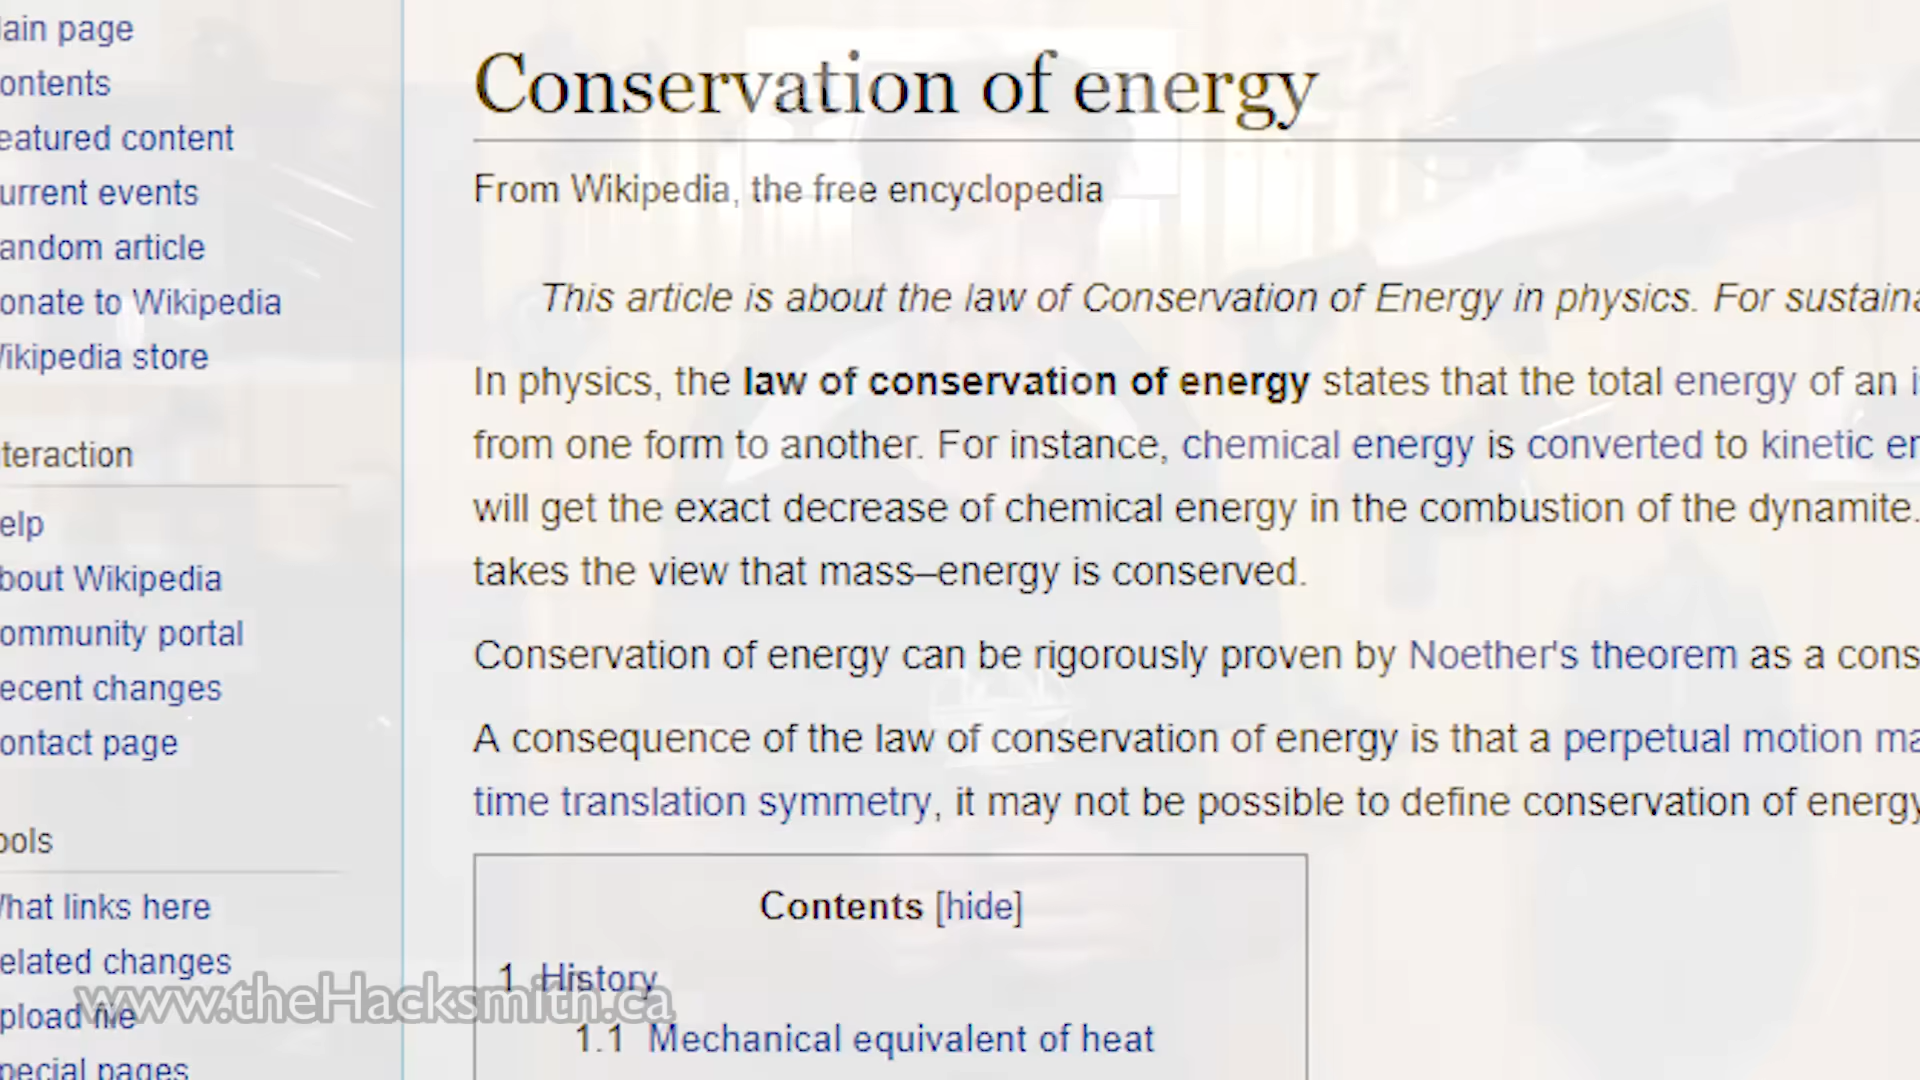 ain page
ontents
eatured content
urrent events
andom article
onate to Wikipedia
ikipedia store
teraction
elp
bout Wikipedia
ommunity portal
ecent changes
ontact page
ools
hat links here
elated changes
pload file
pecial pages
Conservation of energy
From Wikipedia, the free encyclopedia
This article is about the law of Conservation of Energy in physics. For sustaina
In physics, the law of conservation of energy states that the total energy of an i
from one form to another. For instance, chemical energy is converted to kinetic en
will get the exact decrease of chemical energy in the combustion of the dynamite.
takes the view that mass–energy is conserved.
Conservation of energy can be rigorously proven by Noether's theorem as a cons
A consequence of the law of conservation of energy is that a perpetual motion ma
time translation symmetry, it may not be possible to define conservation of energy
Contents [hide]
1 History
1.1 Mechanical equivalent of heat
www.theHacksmith.ca